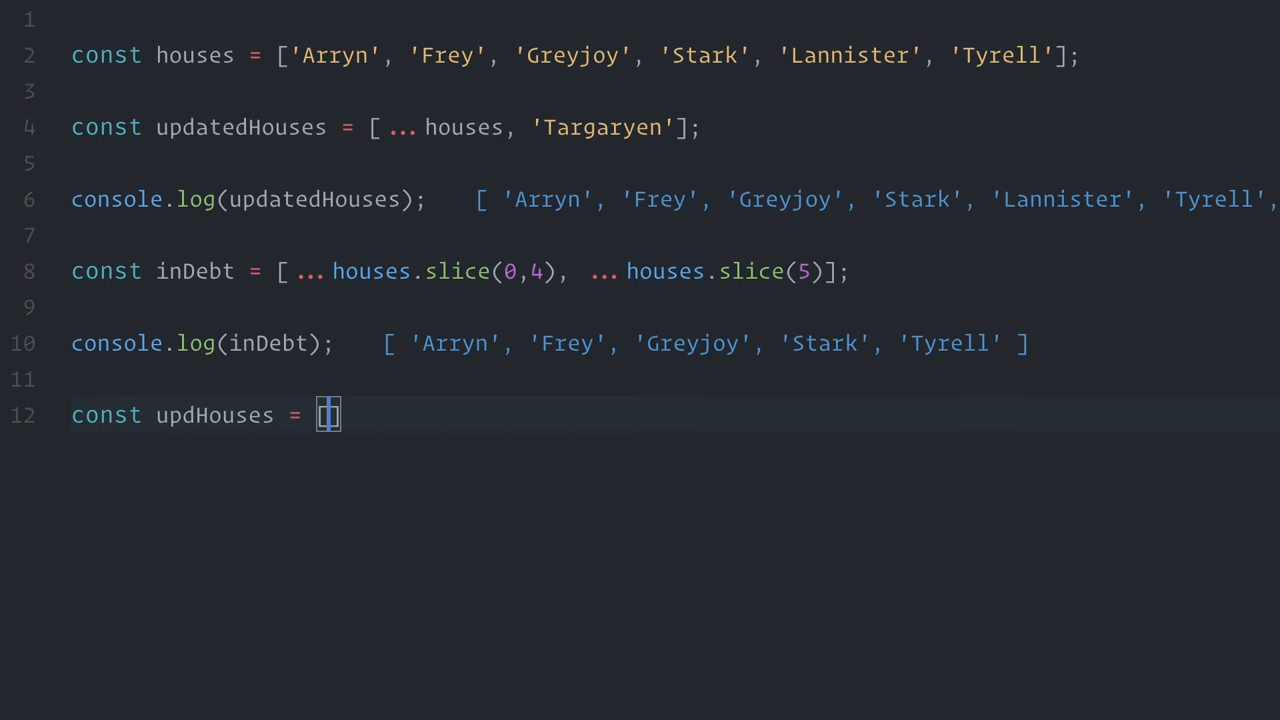 1
2 const houses = ['Arryn', 'Frey', 'Greyjoy', 'Stark', 'Lannister', 'Tyrell'];
3
4 const updatedHouses = [...houses, 'Targaryen'];
5
6 console.log(updatedHouses); [ 'Arryn', 'Frey', 'Greyjoy', 'Stark', 'Lannister', 'Tyrell',
7
8 const inDebt = [...houses.slice(0,4), ...houses.slice(5)];
9
10 console.log(inDebt); [ 'Arryn', 'Frey', 'Greyjoy', 'Stark', 'Tyrell' ]
11
12 const updHouses = []